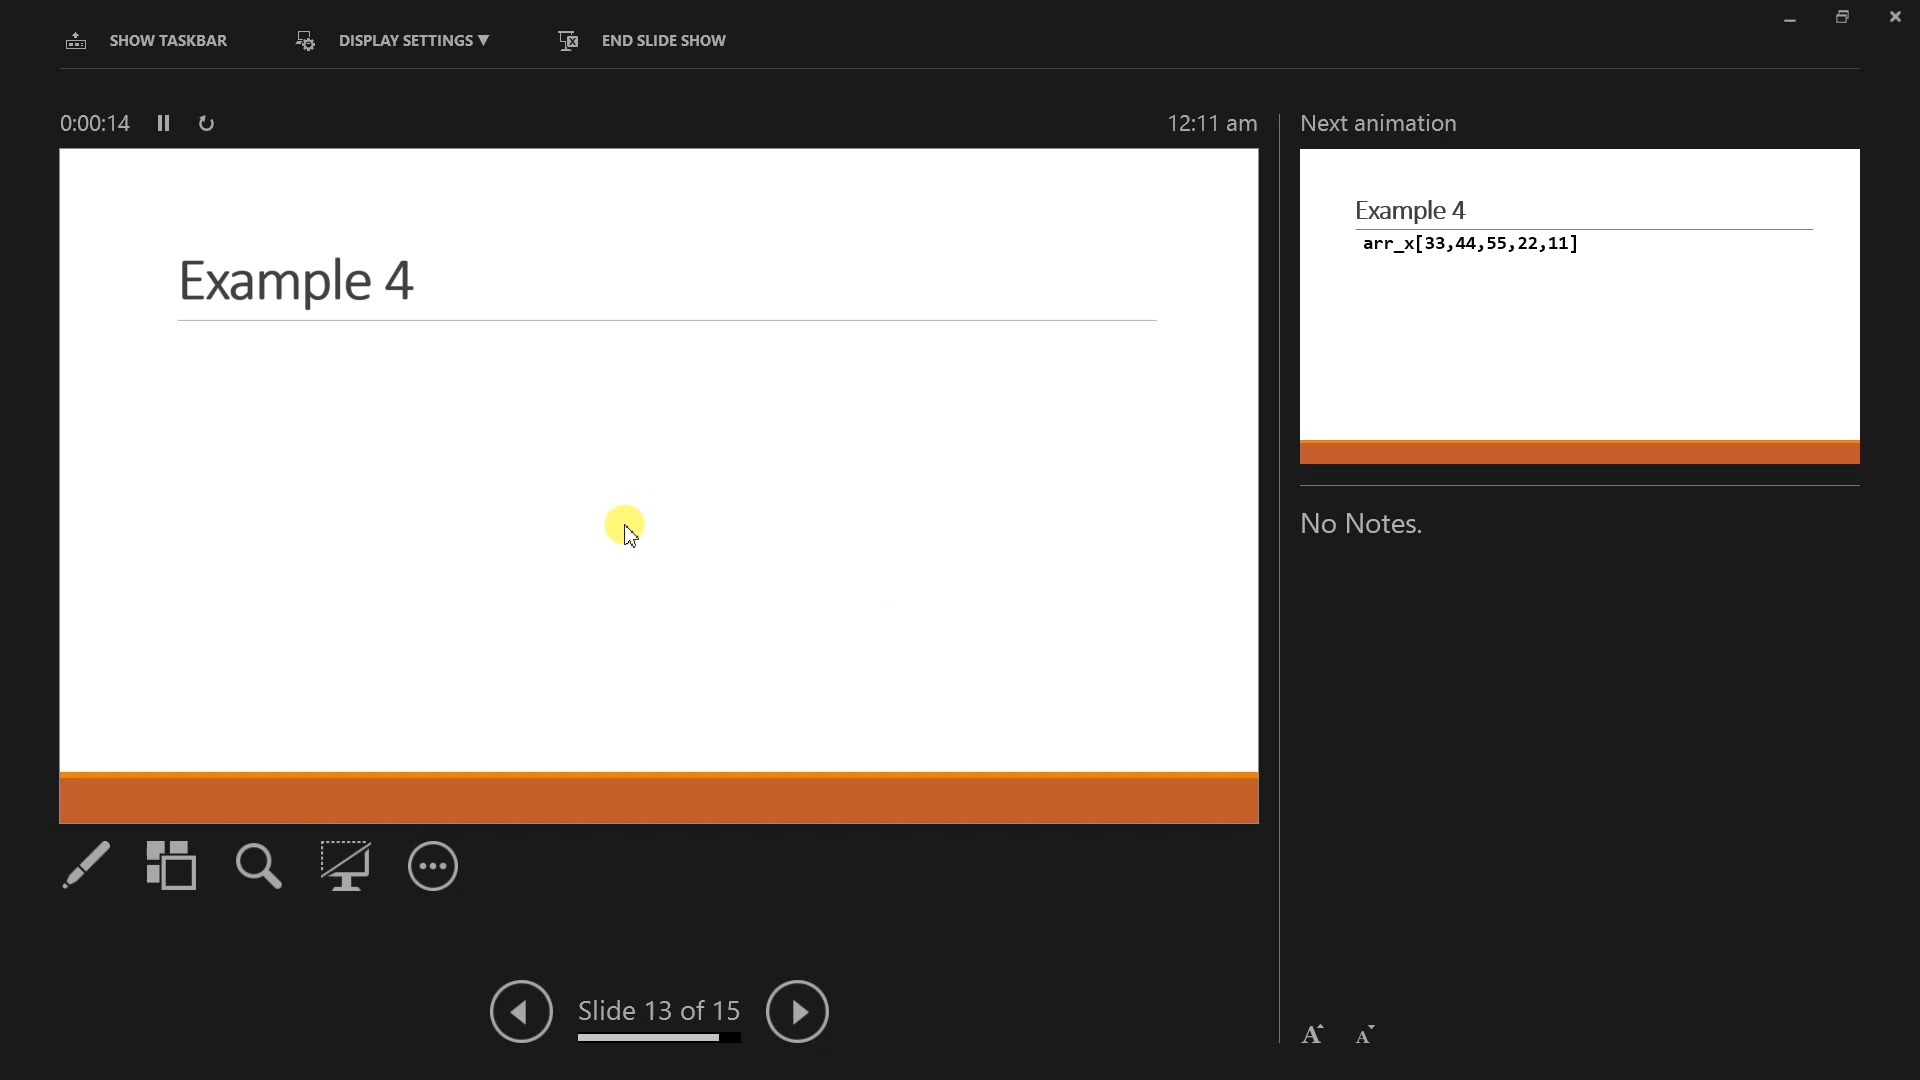 SHOW TASKBAR
DISPLAY SETTINGS ▼
END SLIDE SHOW
0:00:14
12:11 am
Next animation
Example 4
Example 4
arr_x[33,44,55,22,11]
No Notes.
Slide 13 of 15
A
A